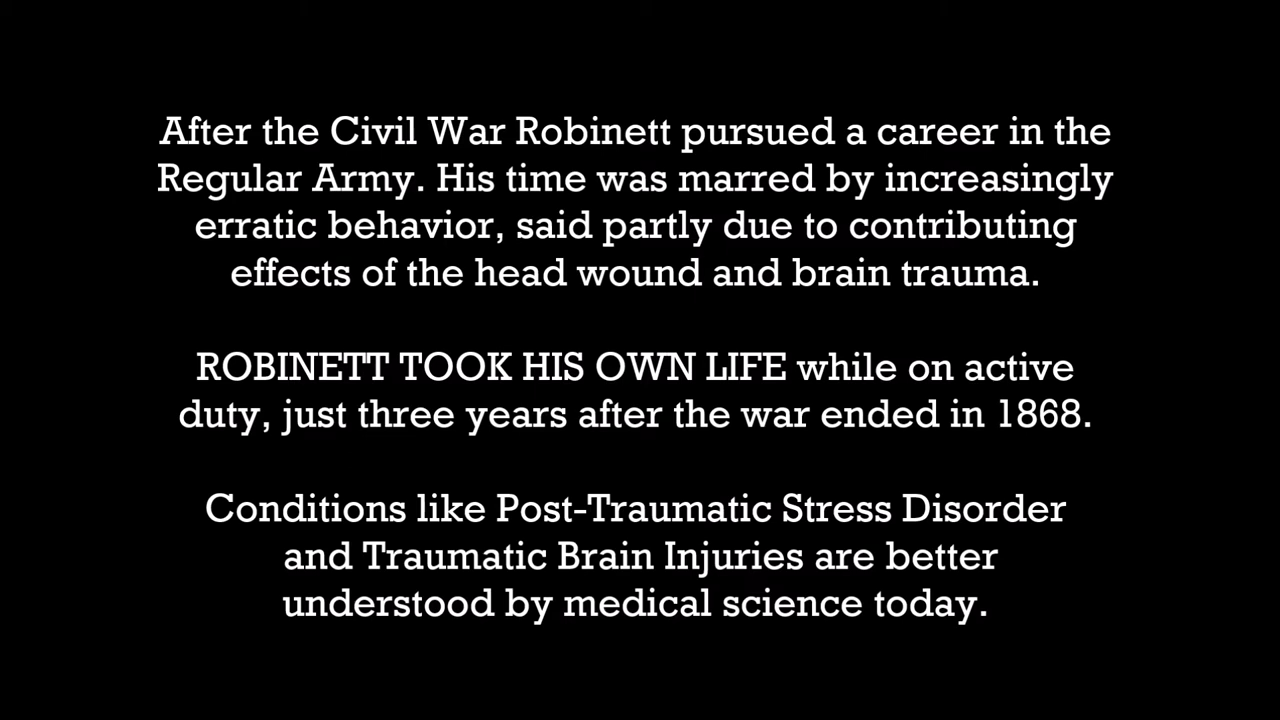 After the Civil War Robinett pursued a career in the
Regular Army. His time was marred by increasingly
erratic behavior, said partly due to contributing
effects of the head wound and brain trauma.
ROBINETT TOOK HIS OWN LIFE while on active
duty, just three years after the war ended in 1868.
Conditions like Post-Traumatic Stress Disorder
and Traumatic Brain Injuries are better
understood by medical science today.